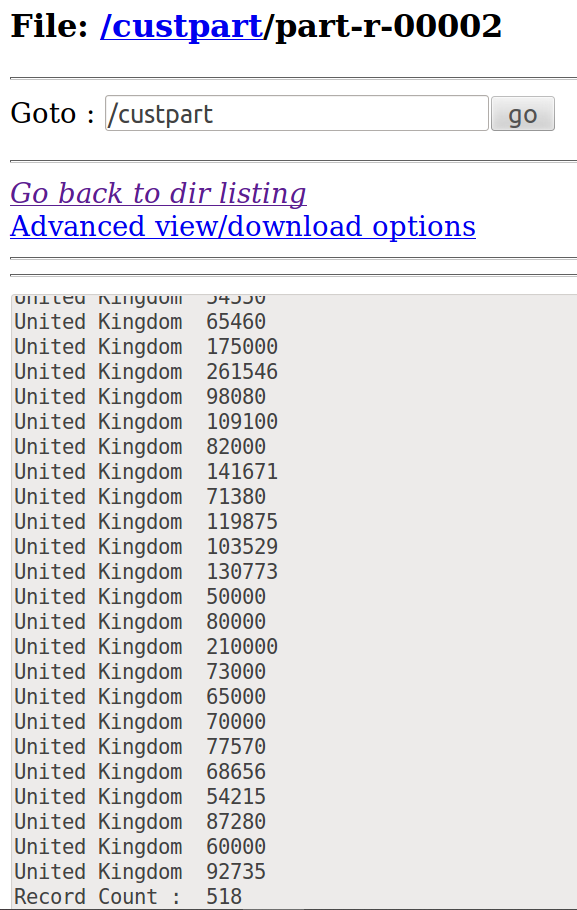 File: /custpart/part-r-00002
Goto : /custpart go
Go back to dir listing
Advanced view/download options
United Kingdom  54550
United Kingdom  65460
United Kingdom  175000
United Kingdom  261546
United Kingdom  98080
United Kingdom  109100
United Kingdom  82000
United Kingdom  141671
United Kingdom  71380
United Kingdom  119875
United Kingdom  103529
United Kingdom  130773
United Kingdom  50000
United Kingdom  80000
United Kingdom  210000
United Kingdom  73000
United Kingdom  65000
United Kingdom  70000
United Kingdom  77570
United Kingdom  68656
United Kingdom  54215
United Kingdom  87280
United Kingdom  60000
United Kingdom  92735
Record Count :  518